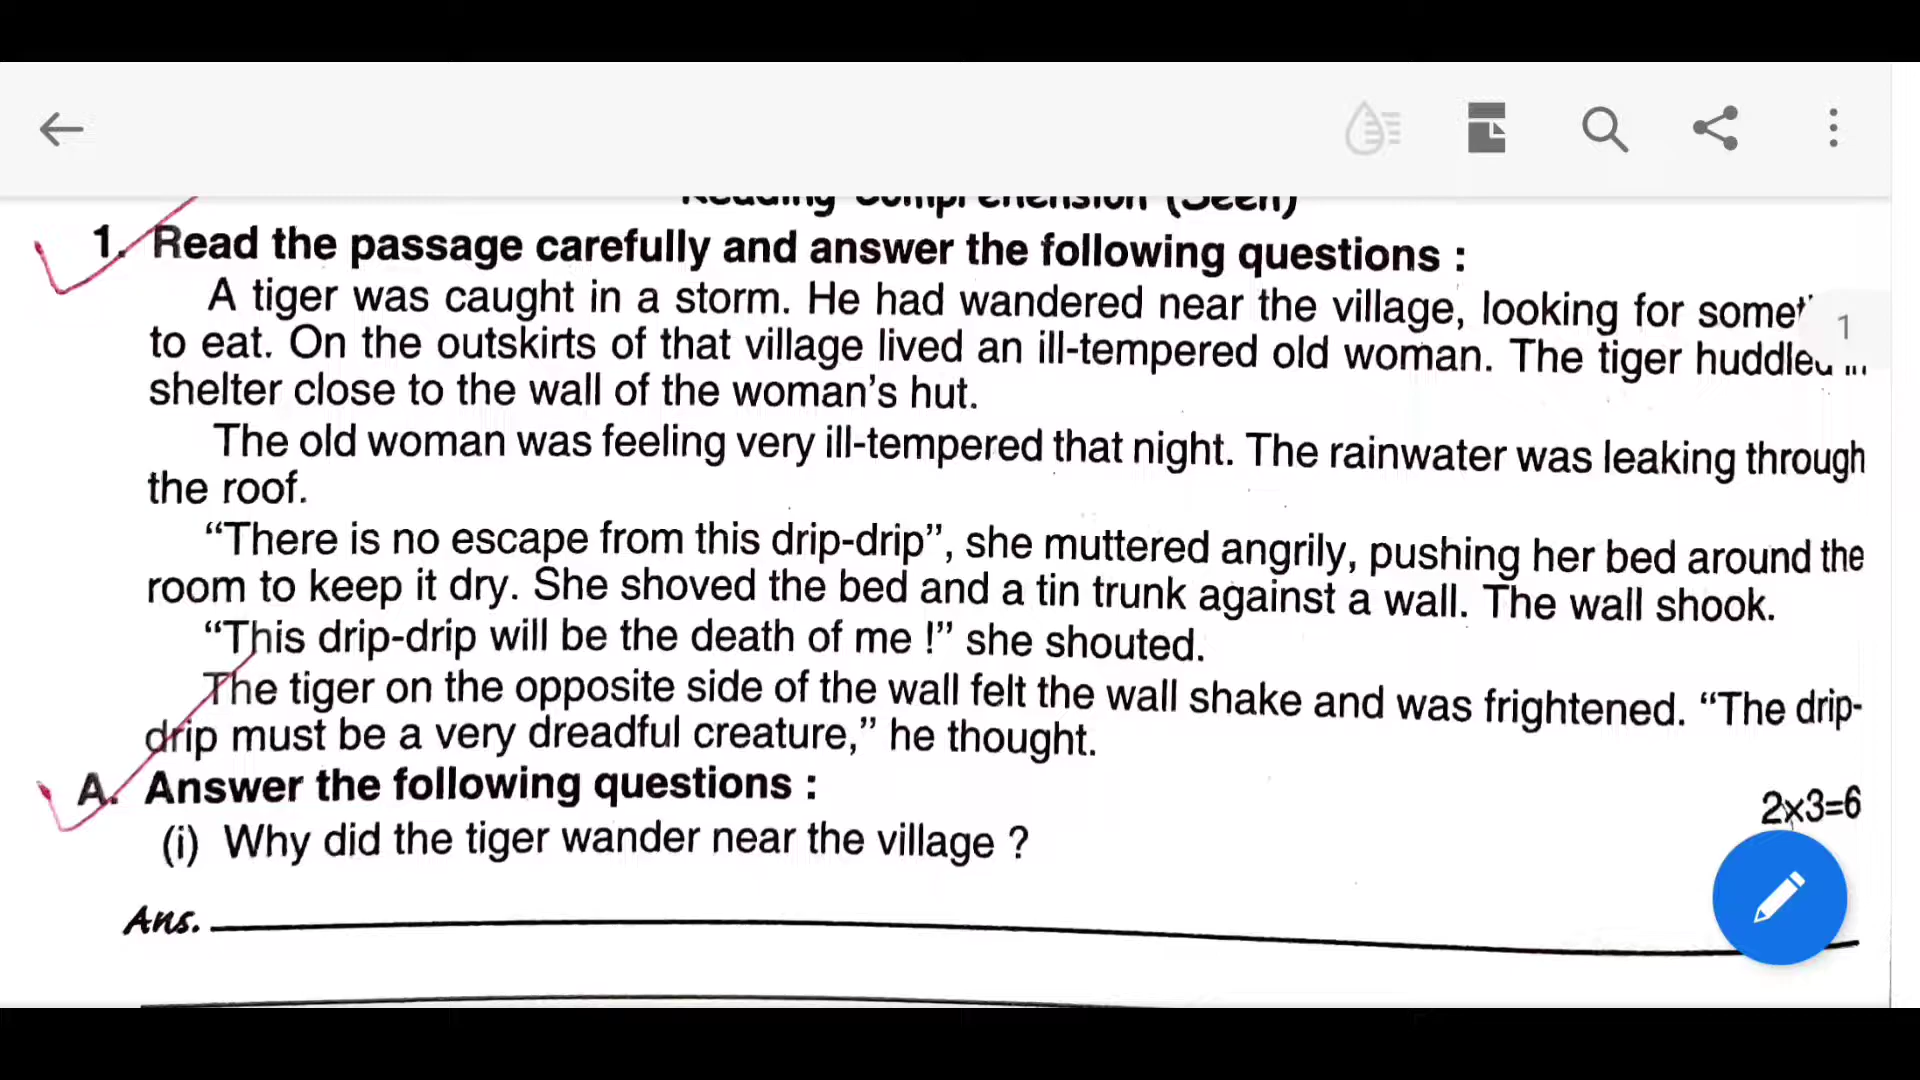 Reading Comprehension (Seen)
1. Read the passage carefully and answer the following questions :
A tiger was caught in a storm. He had wandered near the village, looking for
1
to eat. On the outskirts of that village lived an ill-tempered old woman. The tiger huddled in
shelter close to the wall of the woman's hut.
The old woman was feeling very ill-tempered that night. The rainwater was leaking through
the roof.
“There is no escape from this drip-drip”, she muttered angrily, pushing her bed around the
room to keep it dry. She shoved the bed and a tin trunk against a wall. The wall shook.
“This drip-drip will be the death of me !” she shouted.
The tiger on the opposite side of the wall felt the wall shake and was frightened. “The drip-
drip must be a very dreadful creature,” he thought.
A. Answer the following questions :
2x3=6
(i) Why did the tiger wander near the village ?
Ans.